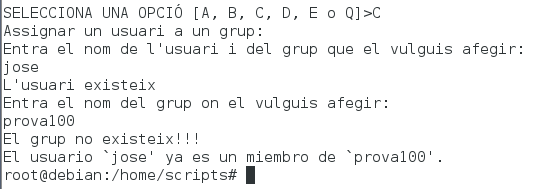 SELECCIONA UNA OPCIÓ [A, B, C, D, E o Q]>C
Assignar un usuari a un grup:
Entra el nom de l'usuari i del grup que el vulguis afegir:
jose
L'usuari existeix
Entra el nom del grup on el vulguis afegir:
prova100
El grup no existeix!!!
El usuario `jose' ya es un miembro de `prova100'.
root@debian:/home/scripts#